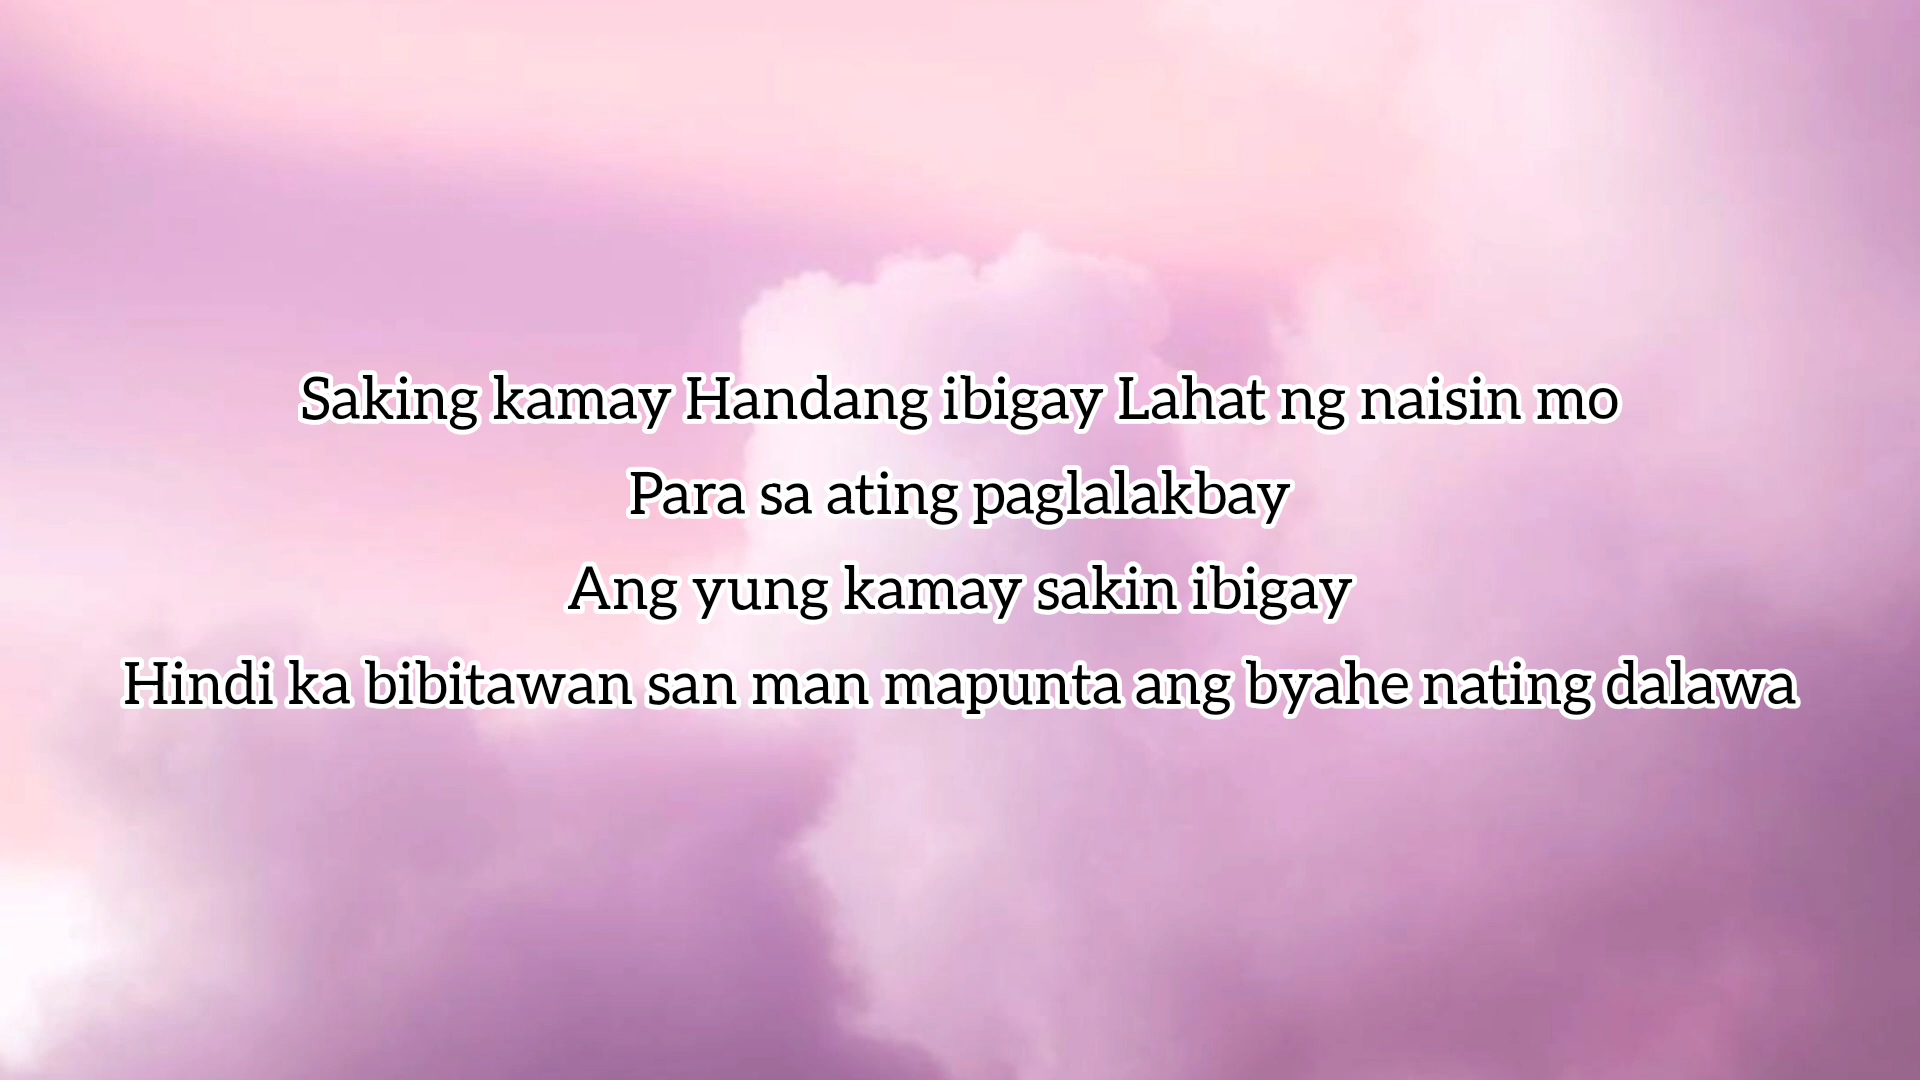 Saking kamay Handang ibigay Lahat ng naisin mo
Para sa ating paglalakbay
Ang yung kamay sakin ibigay
Hindi ka bibitawan san man mapunta ang byahe nating dalawa